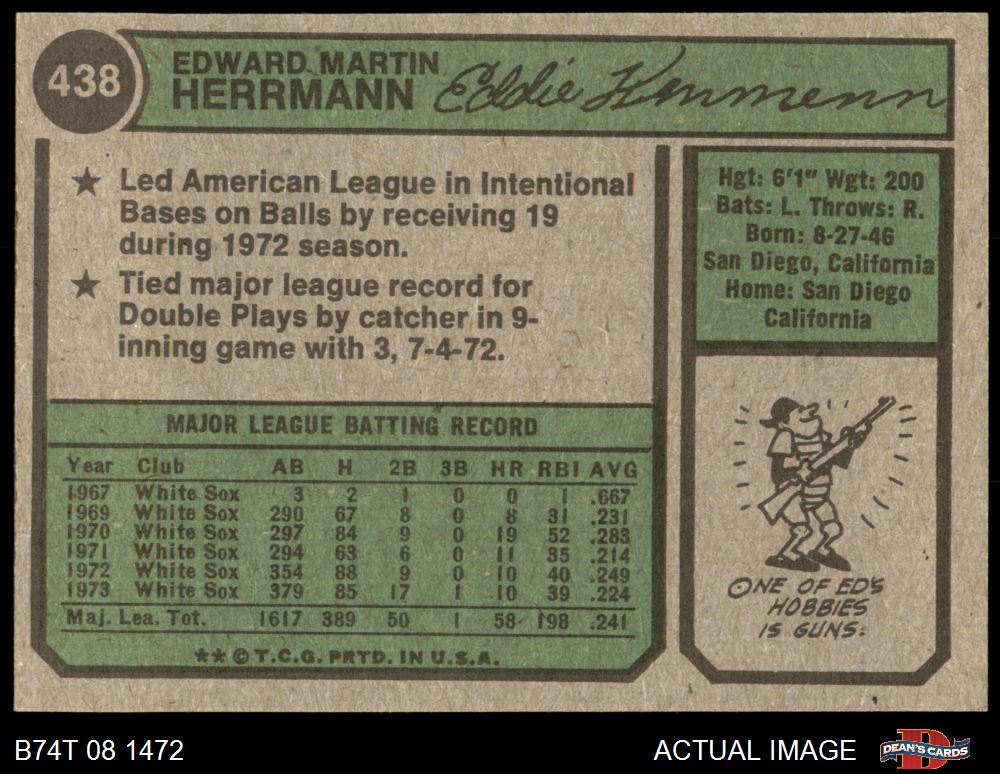 438
EDWARD MARTIN
HERRMANN
Eddie Herrmann
★ Led American League in Intentional
Bases on Balls by receiving 19
during 1972 season.
★ Tied major league record for
Double Plays by catcher in 9-
inning game with 3, 7-4-72.
Hgt: 6'1" Wgt: 200
Bats: L. Throws: R.
Born: 8-27-46
San Diego, California
Home: San Diego
California
MAJOR LEAGUE BATTING RECORD
Year Club AB H 2B 3B HR RBI AVG
1967 White Sox 3 2 1 0 0 1 .667
1969 White Sox 290 67 8 0 8 31 .231
1970 White Sox 297 84 9 0 19 52 .283
1971 White Sox 294 63 6 0 11 35 .214
1972 White Sox 354 88 9 0 10 40 .249
1973 White Sox 379 85 17 1 10 39 .224
Maj. Lea. Tot. 1617 389 50 1 58 198 .241
★★ © T.C.G. PRTD. IN U.S.A.
ONE OF ED'S
HOBBIES
IS GUNS.
B74T 08 1472
ACTUAL IMAGE
DEAN'S CARDS